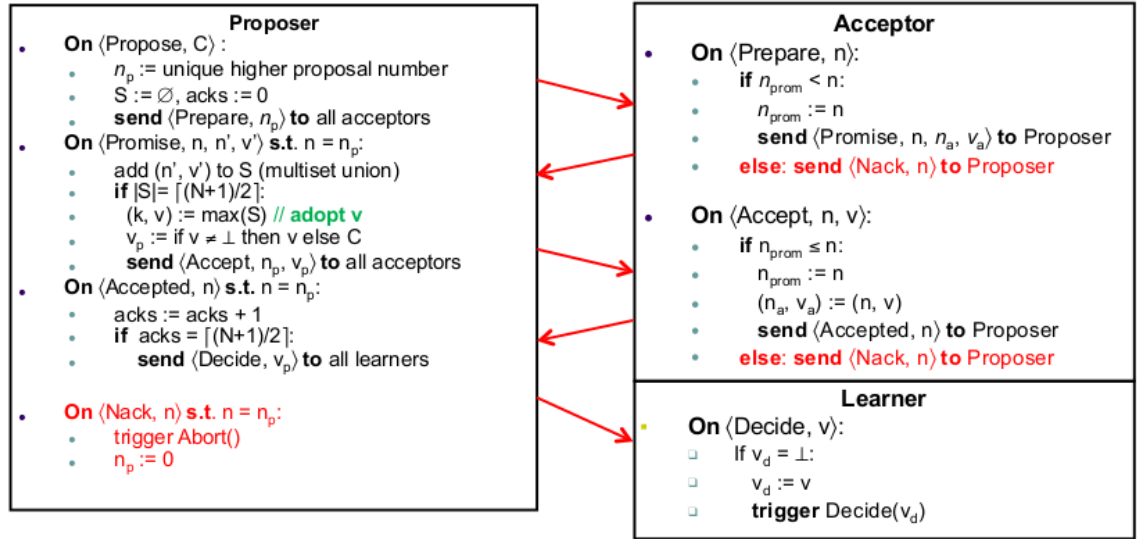 Proposer
On ⟨Propose, C⟩ :
n_p := unique higher proposal number
S := ∅, acks := 0
send ⟨Prepare, n_p⟩ to all acceptors
On ⟨Promise, n, n', v'⟩ s.t. n = n_p:
add (n', v') to S (multiset union)
if |S|= ⌈(N+1)/2⌉:
(k, v) := max(S) // adopt v
v_p := if v ≠ ⊥ then v else C
send ⟨Accept, n_p, v_p⟩ to all acceptors
On ⟨Accepted, n⟩ s.t. n = n_p:
acks := acks + 1
if acks = ⌈(N+1)/2⌉:
send ⟨Decide, v_p⟩ to all learners
On ⟨Nack, n⟩ s.t. n = n_p:
trigger Abort()
n_p := 0
Acceptor
On ⟨Prepare, n⟩:
if n_prom < n:
n_prom := n
send ⟨Promise, n, n_a, v_a⟩ to Proposer
else: send ⟨Nack, n⟩ to Proposer
On ⟨Accept, n, v⟩:
if n_prom ≤ n:
n_prom := n
(n_a, v_a) := (n, v)
send ⟨Accepted, n⟩ to Proposer
else: send ⟨Nack, n⟩ to Proposer
Learner
On ⟨Decide, v⟩:
If v_d = ⊥:
v_d := v
trigger Decide(v_d)